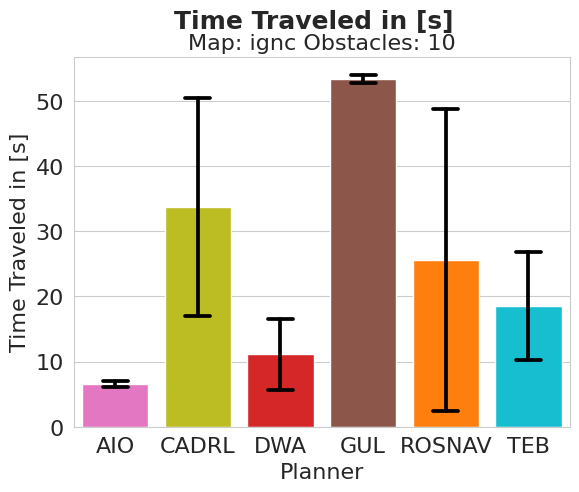 Time Traveled in [s]
Map: ignc Obstacles: 10
Time Traveled in [s]
50
40
30
20
10
0
AIO CADRL DWA GUL ROSNAV TEB
Planner